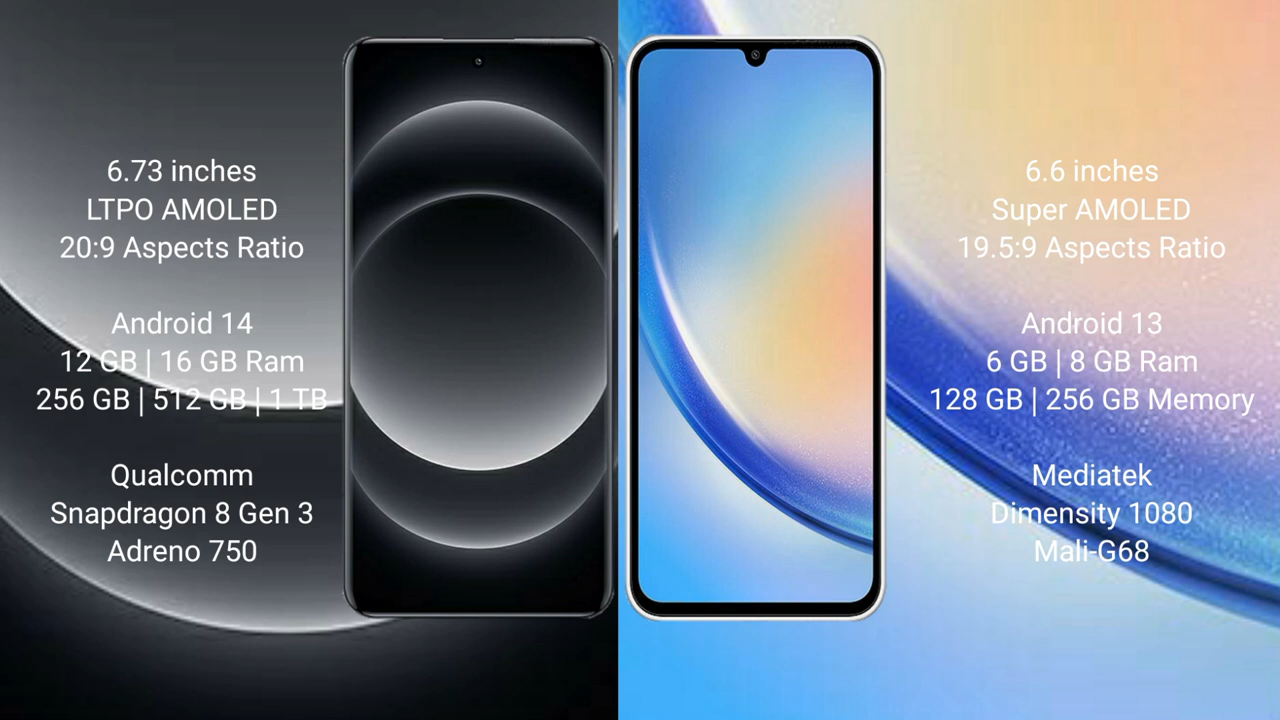 6.73 inches
LTPO AMOLED
20:9 Aspects Ratio
Android 14
12 GB | 16 GB Ram
256 GB | 512 GB | 1 TB
Qualcomm
Snapdragon 8 Gen 3
Adreno 750
6.6 inches
Super AMOLED
19.5:9 Aspects Ratio
Android 13
6 GB | 8 GB Ram
128 GB | 256 GB Memory
Mediatek
Dimensity 1080
Mali-G68